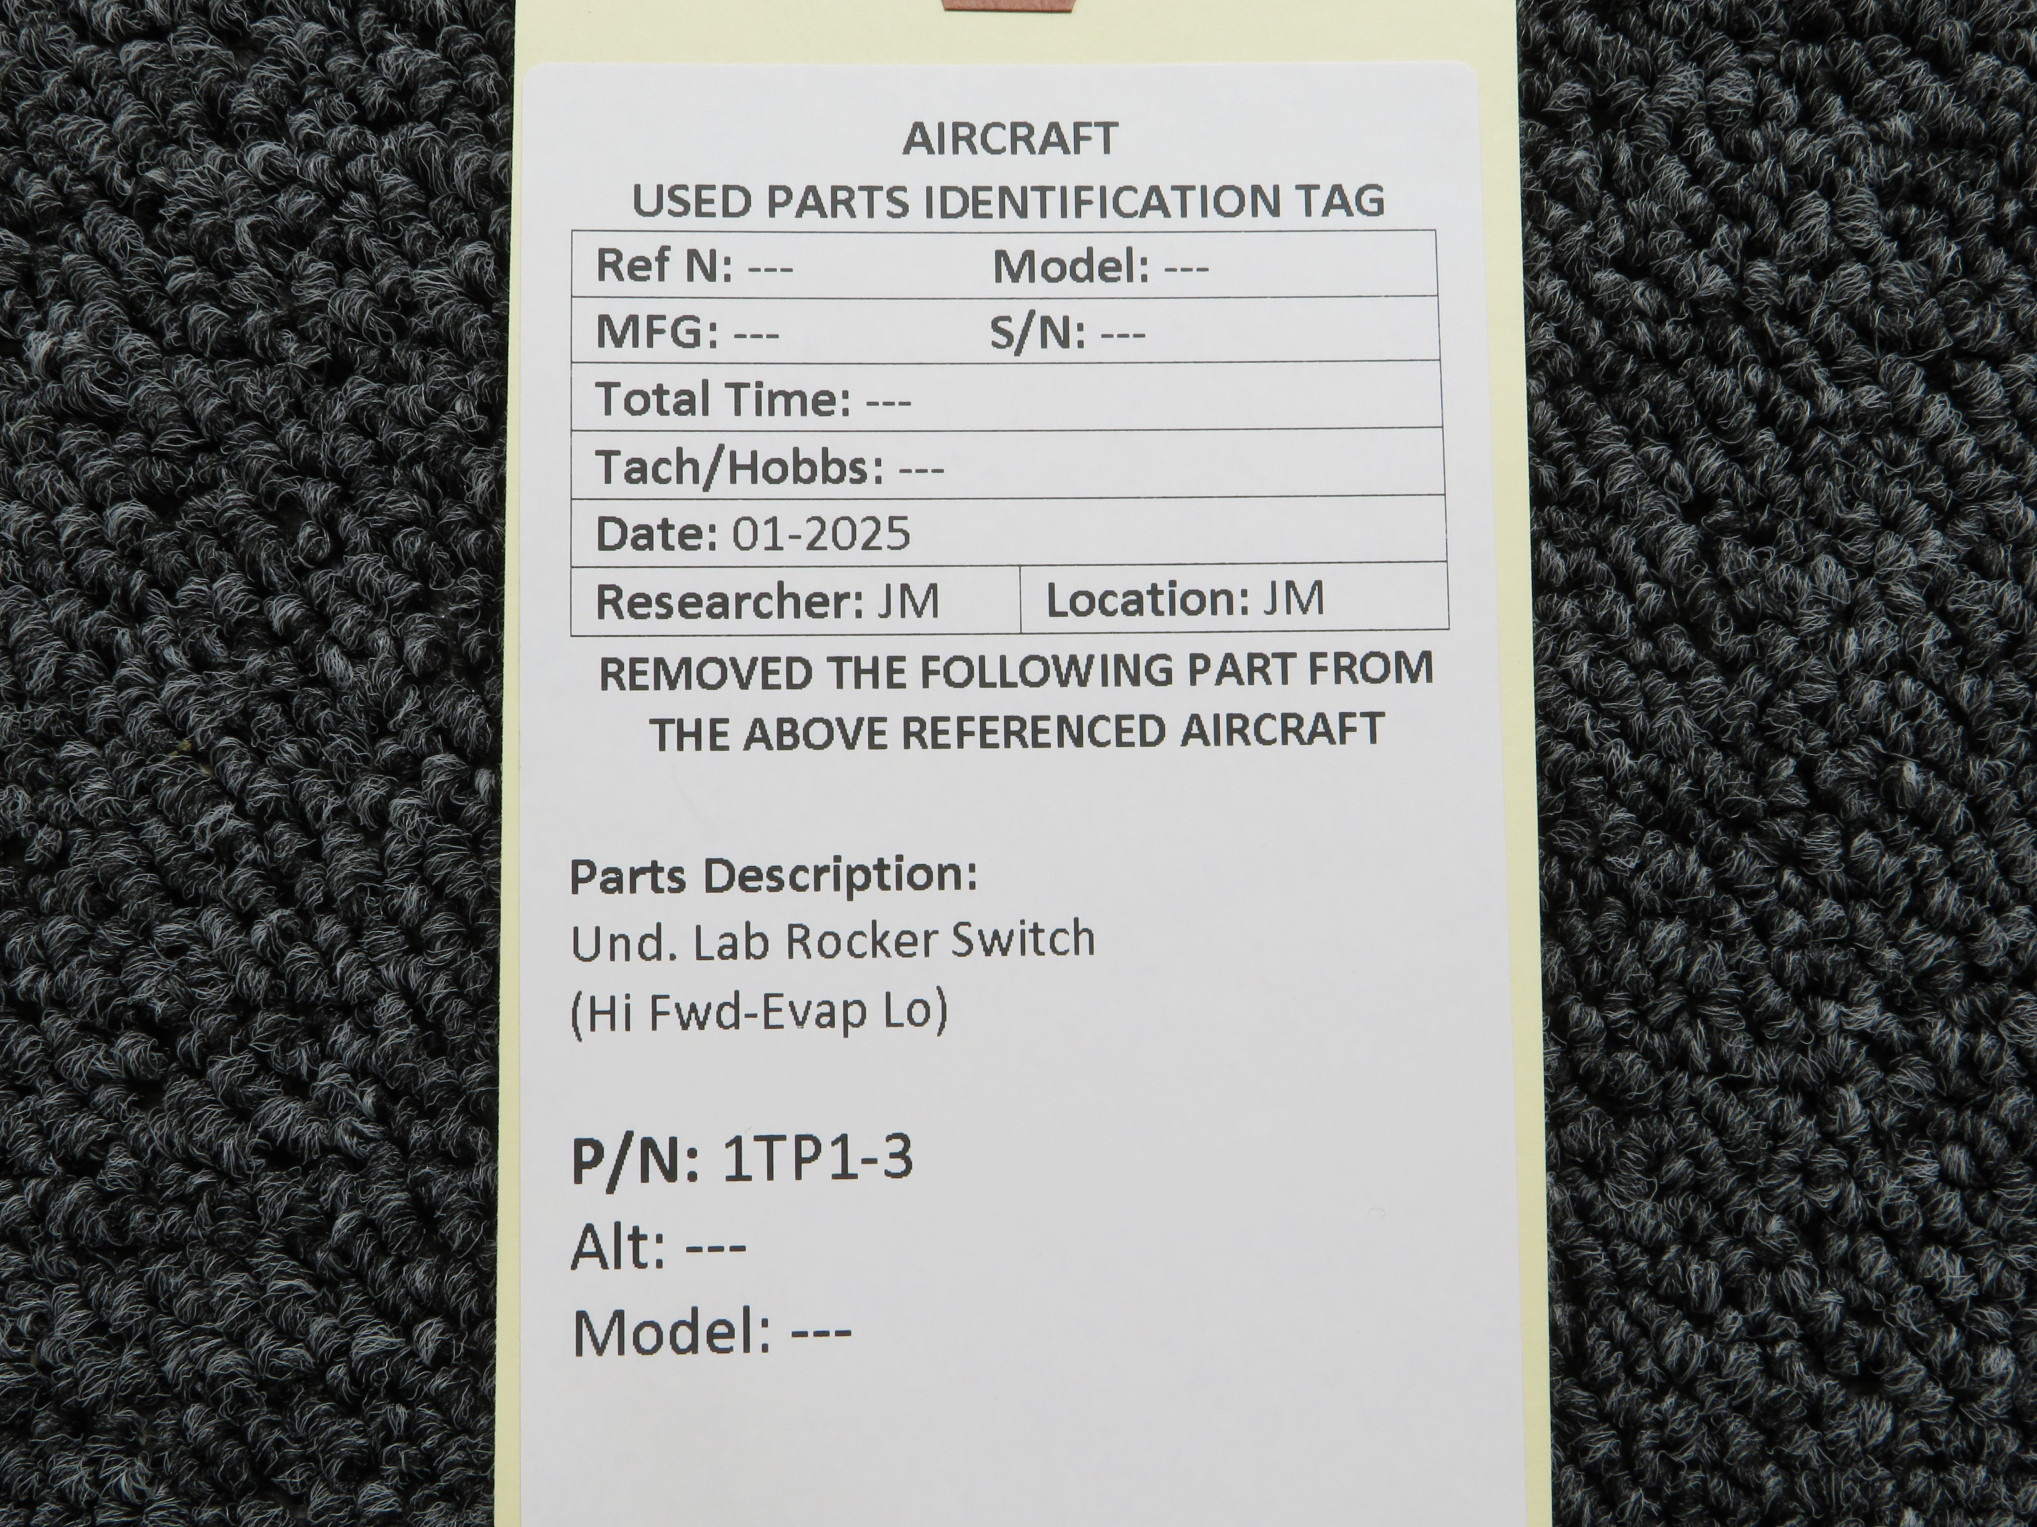 AIRCRAFT
USED PARTS IDENTIFICATION TAG
Ref N: --- Model: ---
MFG: --- S/N: ---
Total Time: ---
Tach/Hobbs: ---
Date: 01-2025
Researcher: JM Location: JM
REMOVED THE FOLLOWING PART FROM
THE ABOVE REFERENCED AIRCRAFT
Parts Description:
Und. Lab Rocker Switch
(Hi Fwd-Evap Lo)
P/N: 1TP1-3
Alt: ---
Model: ---